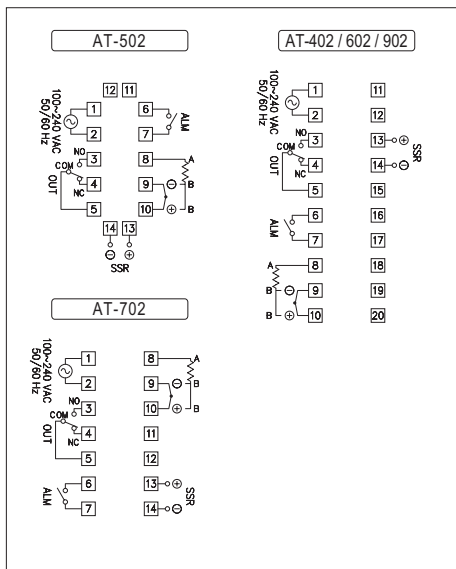 AT-502
12 11
100~240 VAC
50/60 Hz
1
2
3
4
5
NO
COM
NC
OUT
6
7
ALM
8
9
10
A
B
B
14 13
SSR
AT-402 / 602 / 902
100~240 VAC
50/60 Hz
1
2
3
4
5
6
7
8
9
10
NO
COM
NC
OUT
ALM
A
B
B
11
12
13
14
15
16
17
18
19
20
SSR
AT-702
100~240 VAC
50/60 Hz
1
2
3
4
5
6
7
NO
COM
NC
OUT
ALM
8
9
10
11
12
13
14
A
B
B
SSR